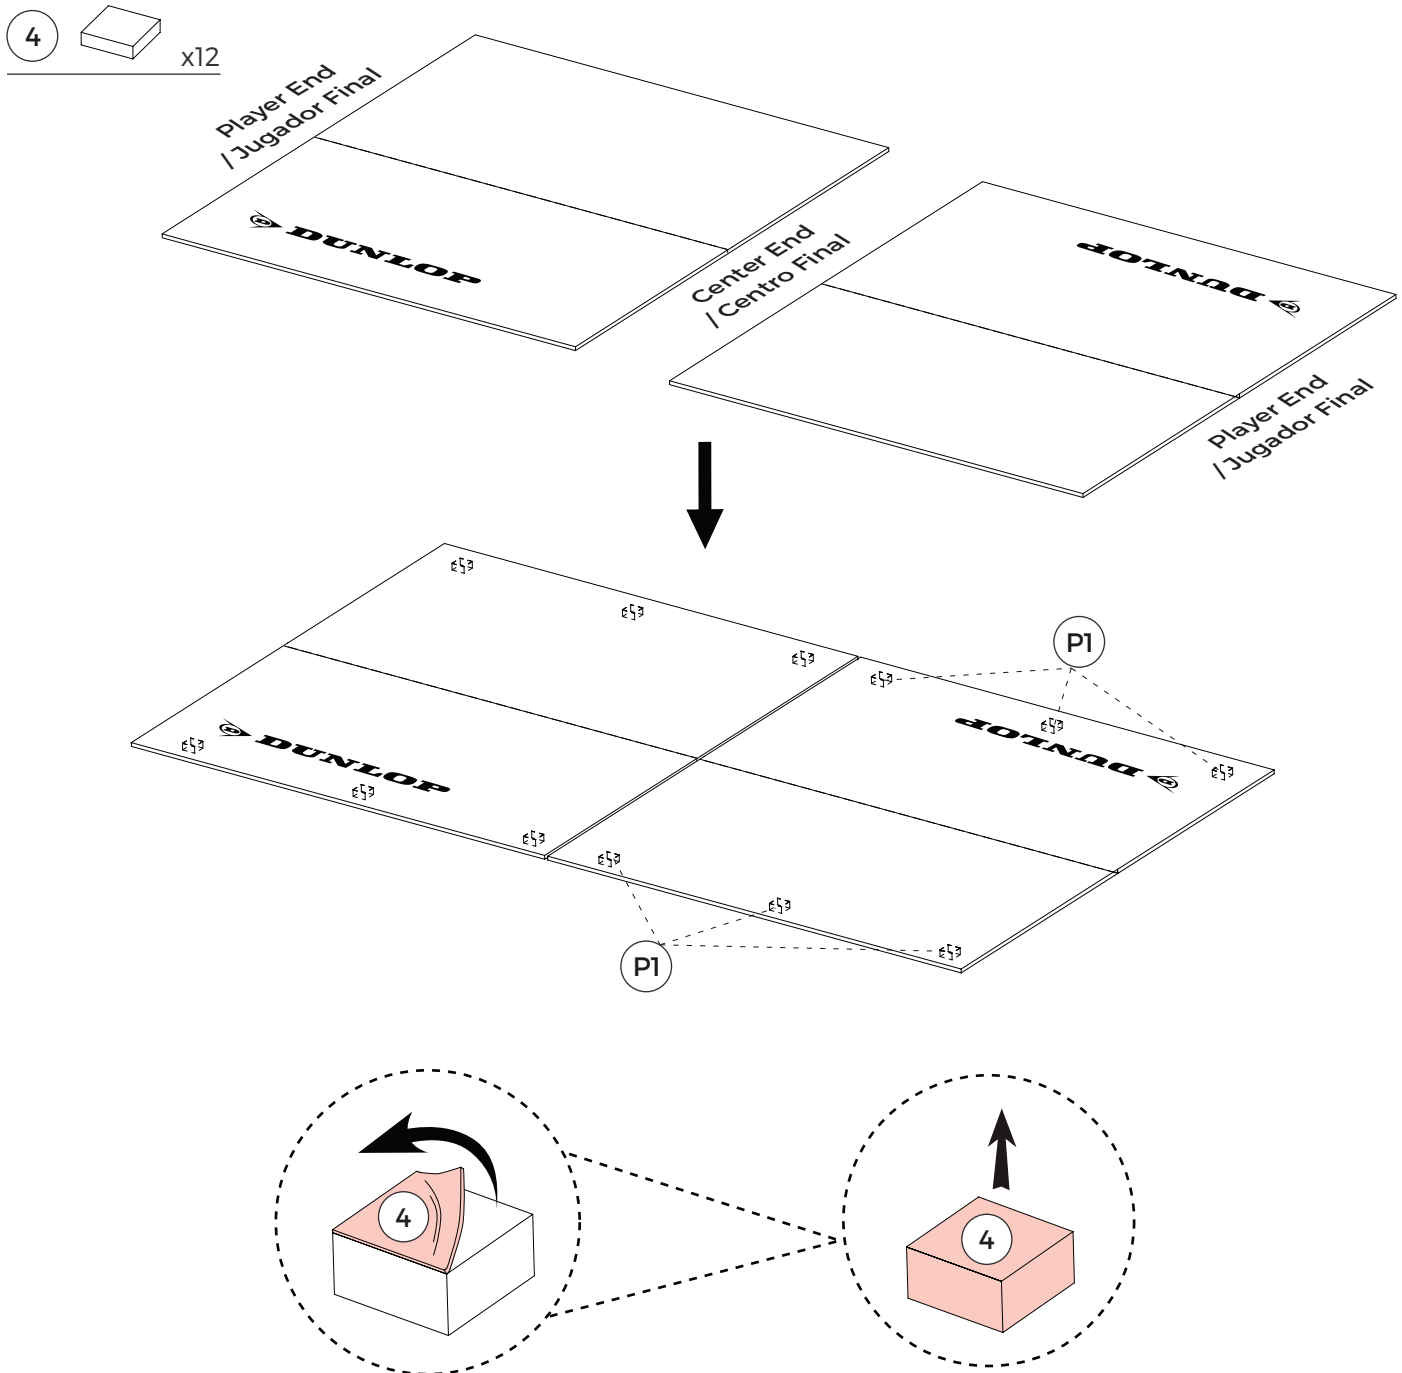 4
x12
Player End
/ Jugador Final
DUNLOP
Center End
/ Centro Final
DUNLOP
Player End
/ Jugador Final
P1
DUNLOP
DUNLOP
P1
4
4